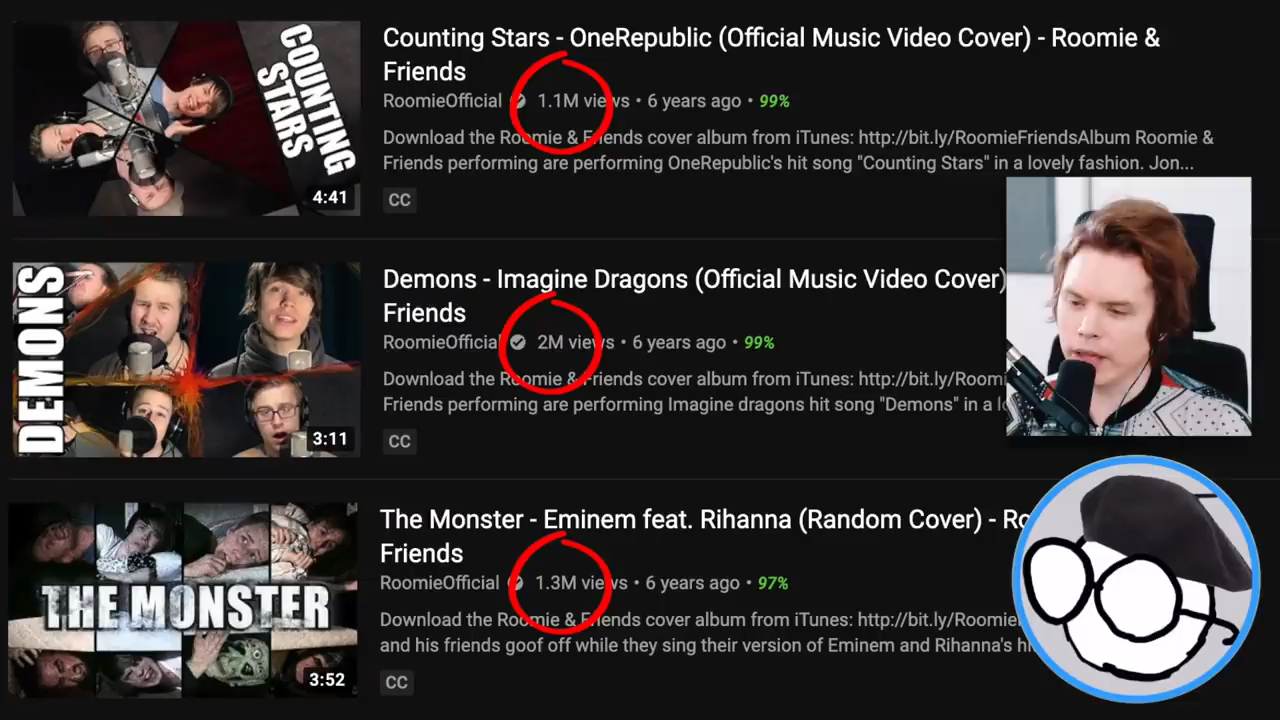 COUNTING
STARS
4:41
Counting Stars - OneRepublic (Official Music Video Cover) - Roomie &
Friends
RoomieOfficial 1.1M views • 6 years ago • 99%
Download the Roomie & Friends cover album from iTunes: http://bit.ly/RoomieFriendsAlbum Roomie &
Friends performing are performing OneRepublic's hit song "Counting Stars" in a lovely fashion. Jon...
CC
DEMONS
3:11
Demons - Imagine Dragons (Official Music Video Cover)
Friends
RoomieOfficial 2M views • 6 years ago • 99%
Download the Roomie & Friends cover album from iTunes: http://bit.ly/Roomi
Friends performing are performing Imagine dragons hit song "Demons" in a
CC
THE MONSTER
3:52
The Monster - Eminem feat. Rihanna (Random Cover) - Ro
Friends
RoomieOfficial 1.3M views • 6 years ago • 97%
Download the Roomie & Friends cover album from iTunes: http://bit.ly/Roomie
and his friends goof off while they sing their version of Eminem and Rihanna's
CC